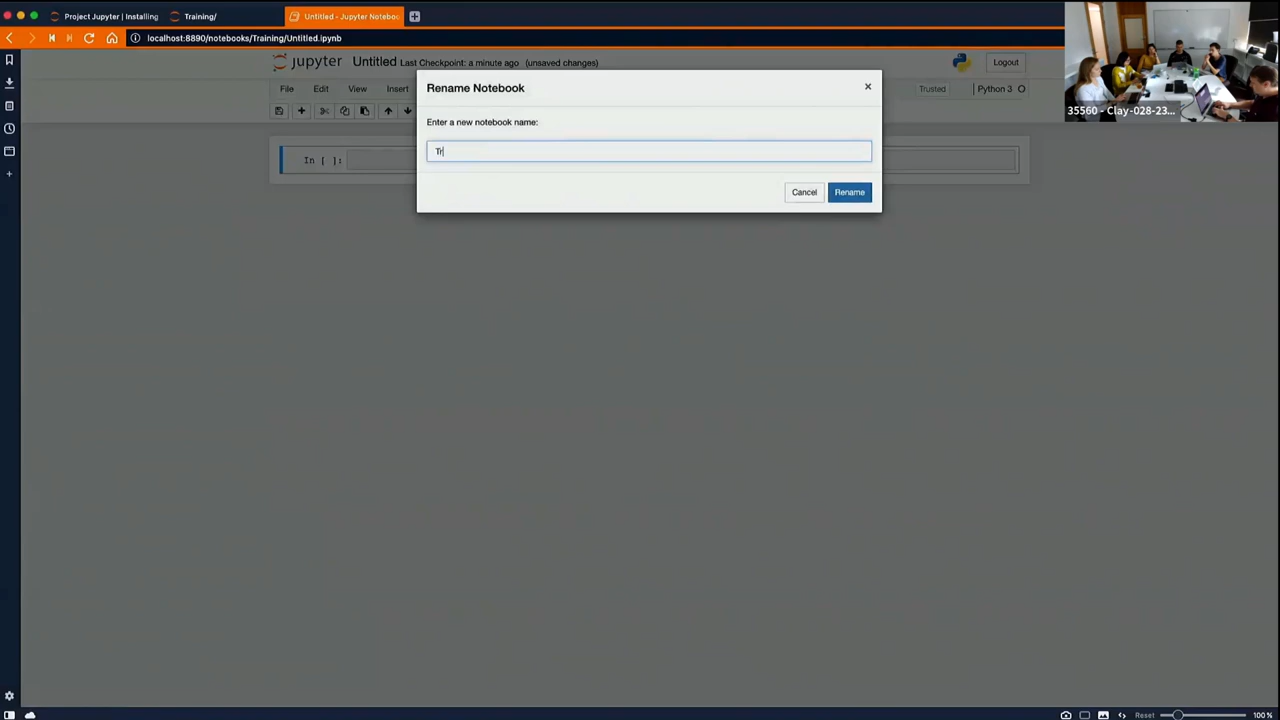 Project Jupyter | Installing
Training/
Untitled - Jupyter Noteboo
localhost:8890/notebooks/Training/Untitled.ipynb
35560 - Clay-028-23...
jupyter Untitled Last Checkpoint: a minute ago (unsaved changes)
Logout
File Edit View Insert
Trusted
Python 3
In [ ]:
Rename Notebook
×
Enter a new notebook name:
Tr
Cancel Rename
Reset 100 %